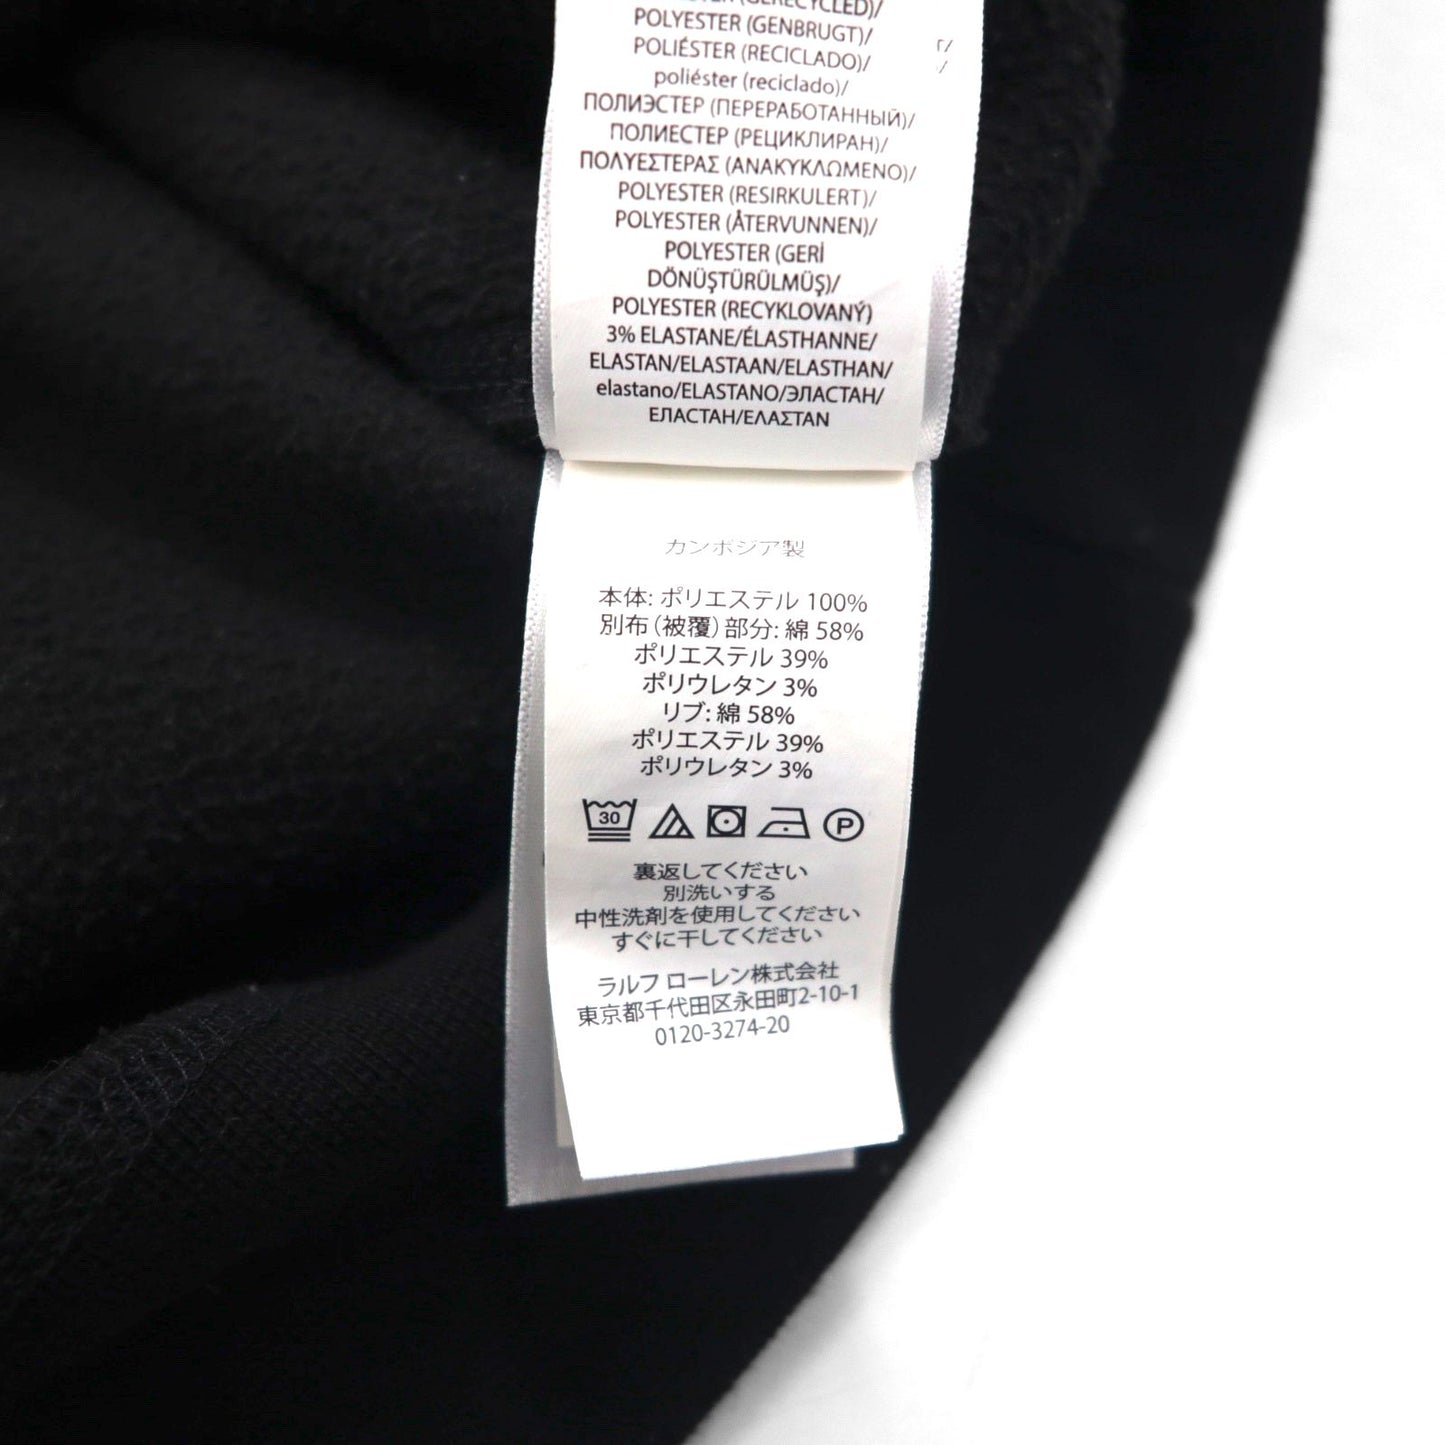 (GERECYCLED)/
POLYESTER (GENBRUGT)/
POLIÉSTER (RECICLADO)/
poliéster (reciclado)/
ПОЛИЭСТЕР (ПЕРЕРАБОТАННЫЙ)/
ПОЛИЕСТЕР (РЕЦИКЛИРАН)/
ΠΟΛΥΕΣΤΕΡΑΣ (ΑΝΑΚΥΚΛΩΜΕΝΟ)/
POLYESTER (RESIRKULERT)/
POLYESTER (ÅTERVUNNEN)/
POLYESTER (GERİ
DÖNÜŞTÜRÜLMÜŞ)/
POLYESTER (RECYKLOVANÝ)
3% ELASTANE/ÉLASTHANNE/
ELASTAN/ELASTAAN/ELASTHAN/
elastano/ELASTANO/ЭЛАСТАН/
ЕЛАСТАН/ΕΛΑΣΤΑΝ
カンボジア製
本体: ポリエステル 100%
別布（被覆）部分: 綿 58%
ポリエステル 39%
ポリウレタン 3%
リブ: 綿 58%
ポリエステル 39%
ポリウレタン 3%
30 P
裏返してください
別洗いする
中性洗剤を使用してください
すぐに干してください
ラルフ ローレン株式会社
東京都千代田区永田町2-10-1
0120-3274-20